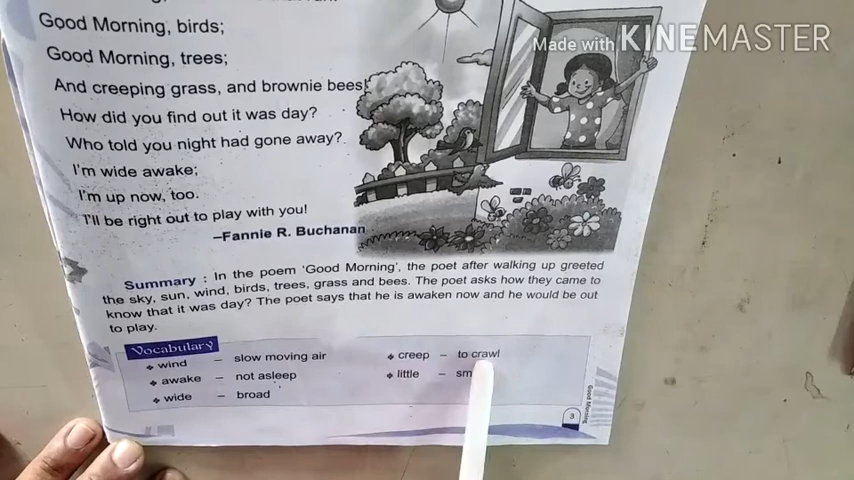 Made with KINEMASTER
Good Morning, birds;
Good Morning, trees;
And creeping grass, and brownie bees!
How did you find out it was day?
Who told you night had gone away?
I'm wide awake;
I'm up now, too.
I'll be right out to play with you!
–Fannie R. Buchanan
Summary : In the poem 'Good Morning', the poet after walking up greeted
the sky, sun, wind, birds, trees, grass and bees. The poet asks how they came to
know that it was day? The poet says that he is awaken now and he would be out
to play.
Vocabulary
wind – slow moving air
awake – not asleep
wide – broad
creep – to crawl
little – sm
Good Morning
3